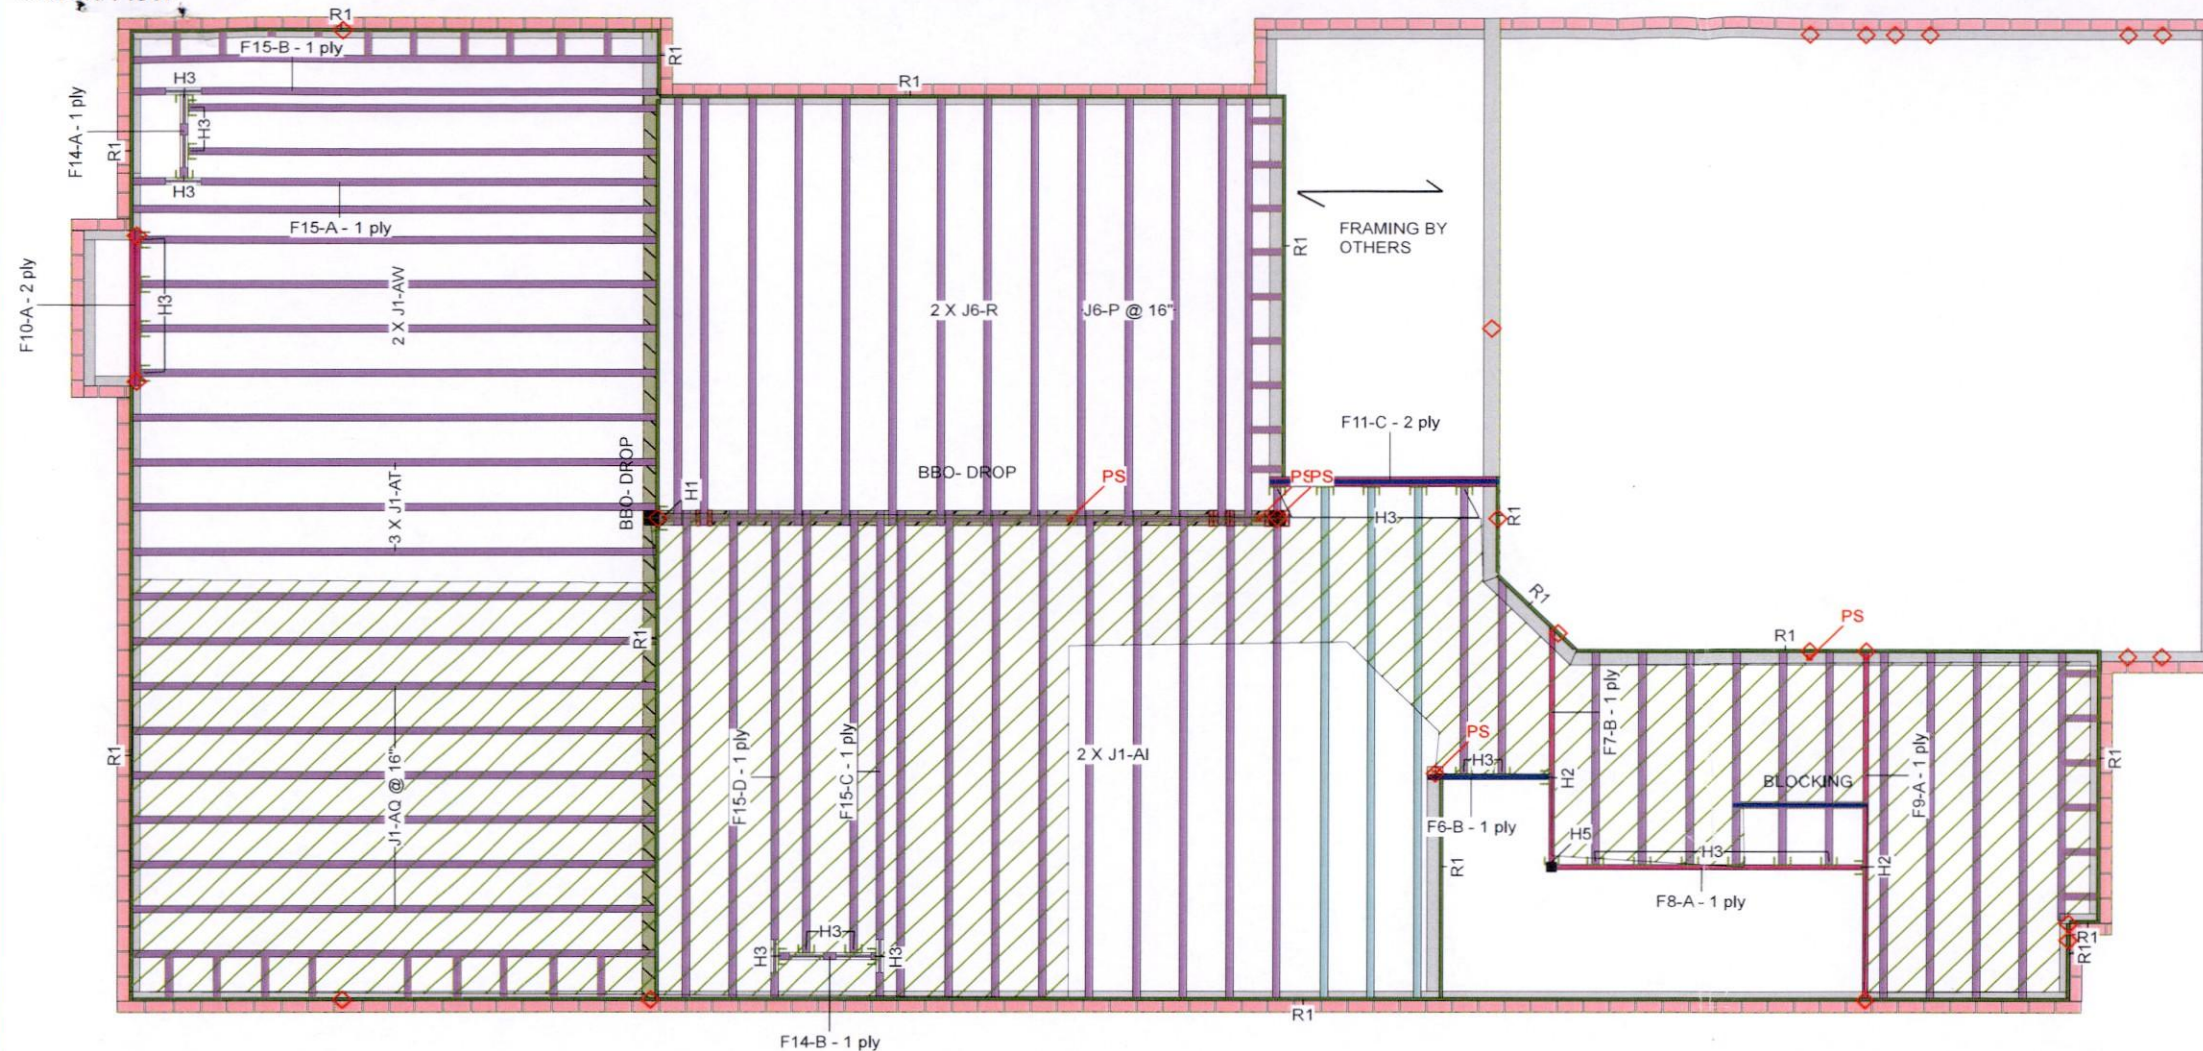 R1
F15-B - 1 ply
R1
H3
R1
F14-A - 1 ply
H3
R1
H3
F15-A - 1 ply
FRAMING BY
OTHERS
R1
F10-A - 2 ply
H3
2 X J1-AW
2 X J6-R
J6-P @ 16"
F11-C - 2 ply
BBO- DROP
BBO- DROP
PS
PS
PS
H1
3 X J1-AT
H3
R1
R1
R1
PS
R1
R1
F7-B - 1 ply
PS
2 X J1-AI
H3
H2
BLOCKING
F9-A - 1 ply
R1
R1
J1-AQ @ 16"
F15-D - 1 ply
F15-C - 1 ply
F6-B - 1 ply
H5
R1
H3
H2
F8-A - 1 ply
H3
H3
H3
R1
R1
R1
F14-B - 1 ply